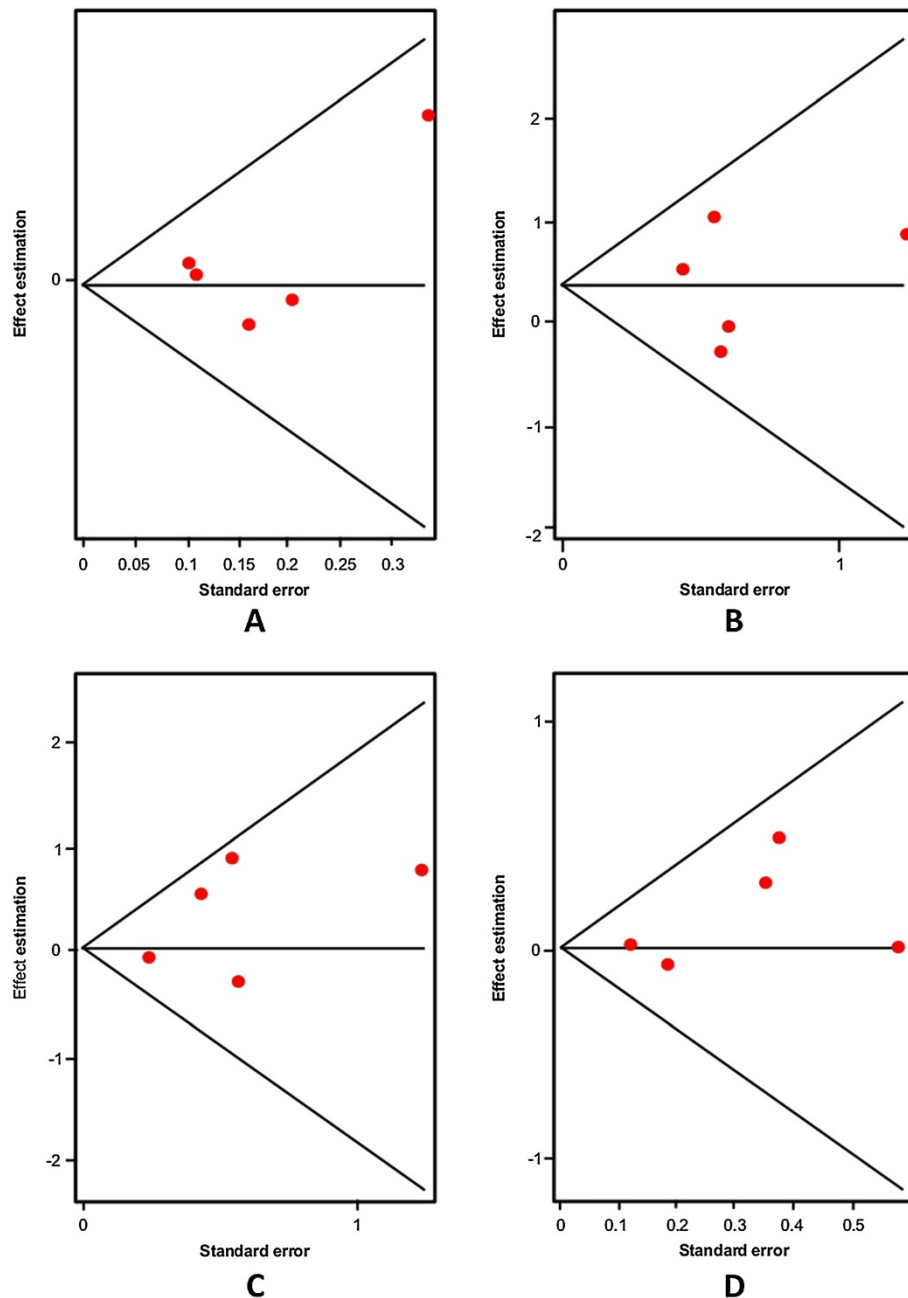 Effect estimation
0
0 0.05 0.1 0.15 0.2 0.25 0.3
Standard error
A
Effect estimation
2
1
0
-1
-2
0 1
Standard error
B
Effect estimation
2
1
0
-1
-2
0 1
Standard error
C
Effect estimation
1
0
-1
0 0.1 0.2 0.3 0.4 0.5
Standard error
D